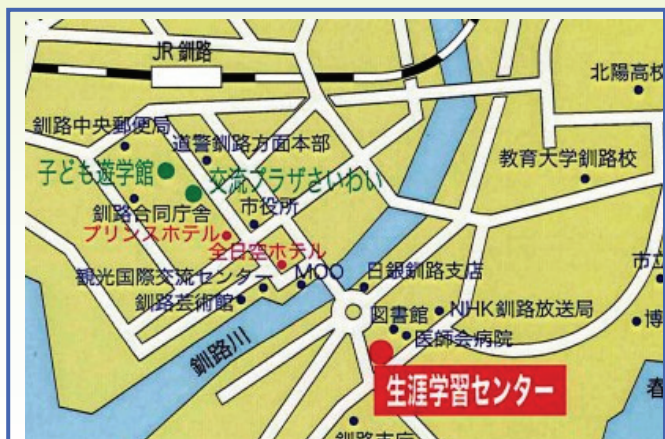 JR 釧路
北陽高校
釧路中央郵便局
道警釧路方面本部
子ども遊学館
交流プラザさいわい
教育大学釧路校
釧路合同庁舎
市役所
プリンスホテル
全日空ホテル
観光国際交流センター
MOO
日銀釧路支店
釧路芸術館
図書館
NHK釧路放送局
医師会病院
釧路川
生涯学習センター
市立
博
春